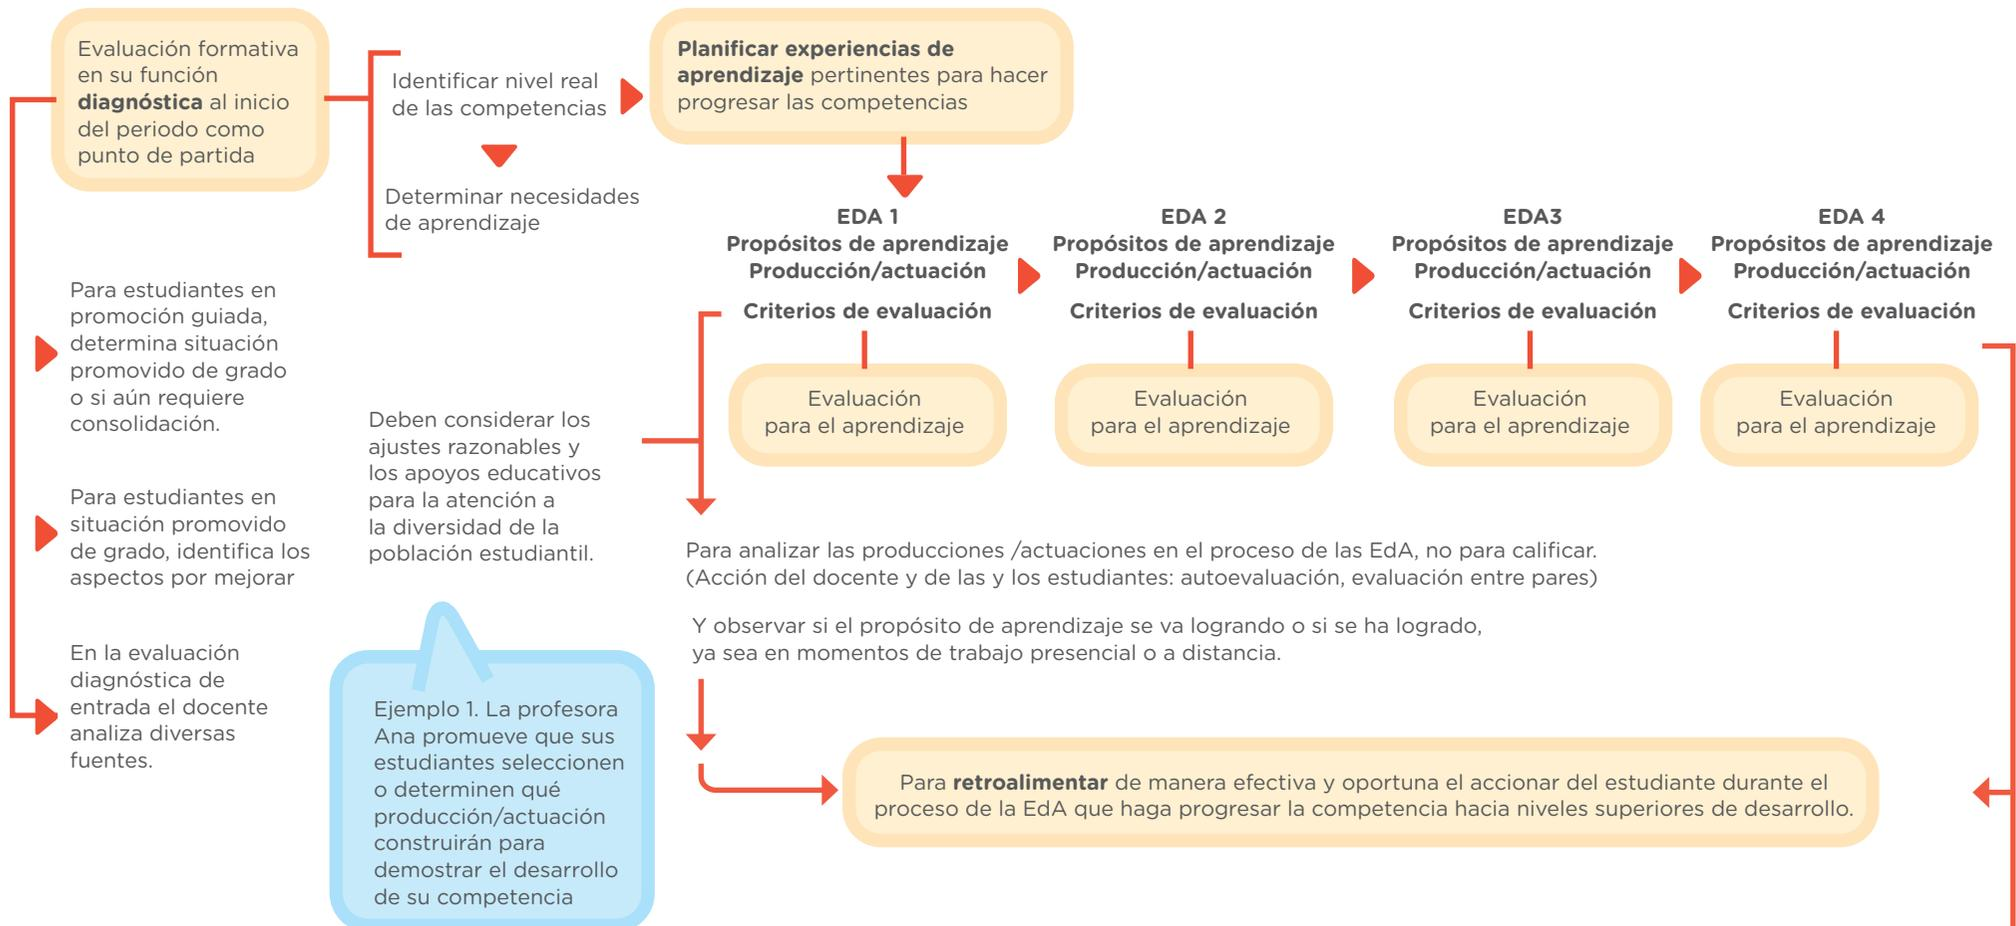 Evaluación formativa
en su función
diagnóstica al inicio
del periodo como
punto de partida
Identificar nivel real
de las competencias
Determinar necesidades
de aprendizaje
Planificar experiencias de
aprendizaje pertinentes para hacer
progresar las competencias
EDA 1
Propósitos de aprendizaje
Producción/actuación
Criterios de evaluación
Evaluación
para el aprendizaje
EDA 2
Propósitos de aprendizaje
Producción/actuación
Criterios de evaluación
Evaluación
para el aprendizaje
EDA3
Propósitos de aprendizaje
Producción/actuación
Criterios de evaluación
Evaluación
para el aprendizaje
EDA 4
Propósitos de aprendizaje
Producción/actuación
Criterios de evaluación
Evaluación
para el aprendizaje
Para estudiantes en
promoción guiada,
determina situación
promovido de grado
o si aún requiere
consolidación.
Para estudiantes en
situación promovido
de grado, identifica los
aspectos por mejorar
En la evaluación
diagnóstica de
entrada el docente
analiza diversas
fuentes.
Deben considerar los
ajustes razonables y
los apoyos educativos
para la atención a
la diversidad de la
población estudiantil.
Ejemplo 1. La profesora
Ana promueve que sus
estudiantes seleccionen
o determinen qué
producción/actuación
construirán para
demostrar el desarrollo
de su competencia
Para analizar las producciones /actuaciones en el proceso de las EdA, no para calificar.
(Acción del docente y de las y los estudiantes: autoevaluación, evaluación entre pares)
Y observar si el propósito de aprendizaje se va logrando o si se ha logrado,
ya sea en momentos de trabajo presencial o a distancia.
Para retroalimentar de manera efectiva y oportuna el accionar del estudiante durante el
proceso de la EdA que haga progresar la competencia hacia niveles superiores de desarrollo.